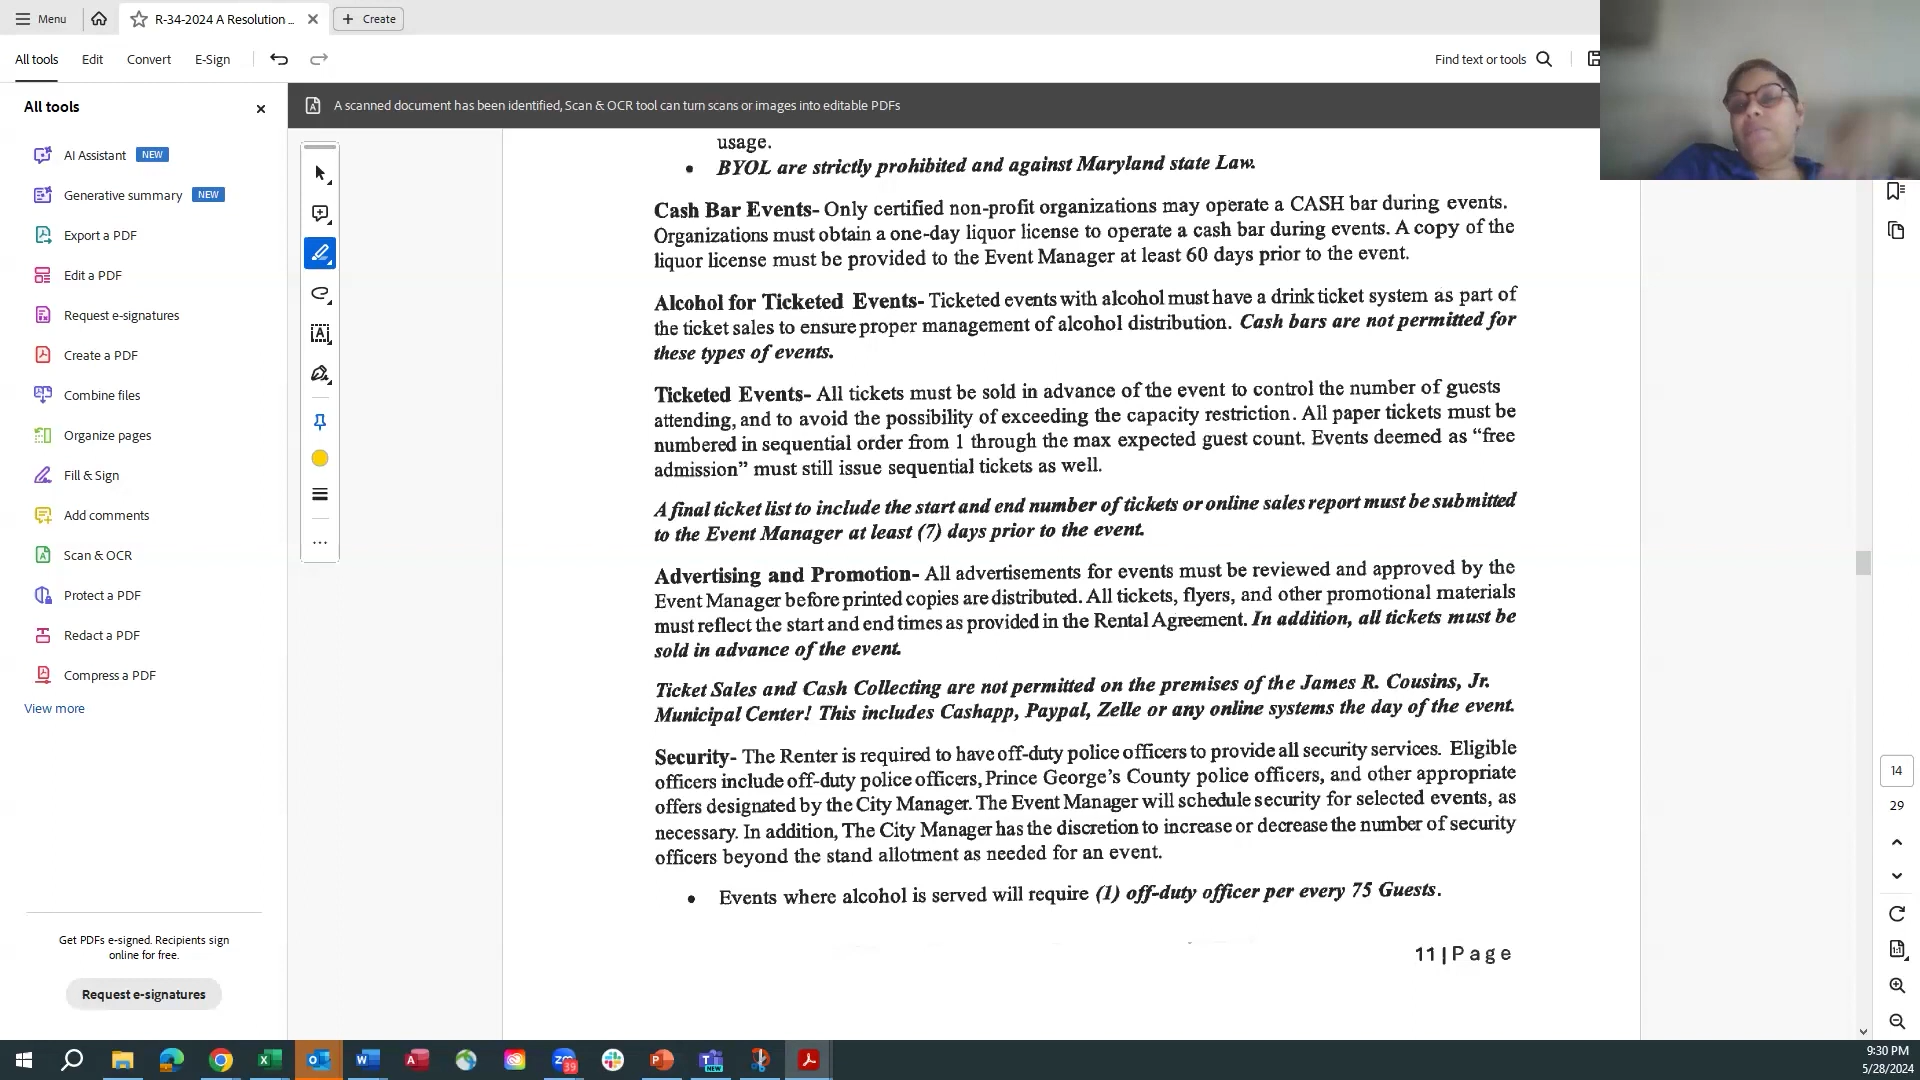 Menu
R-34-2024 A Resolution ...
Create
All tools
Edit
Convert
E-Sign
Find text or tools
All tools
A scanned document has been identified, Scan & OCR tool can turn scans or images into editable PDFs
AI Assistant NEW
Generative summary NEW
Export a PDF
Edit a PDF
Request e-signatures
Create a PDF
Combine files
Organize pages
Fill & Sign
Add comments
Scan & OCR
Protect a PDF
Redact a PDF
Compress a PDF
View more
Get PDFs e-signed. Recipients sign
online for free.
Request e-signatures
usage.
• BYOL are strictly prohibited and against Maryland state Law.
Cash Bar Events- Only certified non-profit organizations may operate a CASH bar during events.
Organizations must obtain a one-day liquor license to operate a cash bar during events. A copy of the
liquor license must be provided to the Event Manager at least 60 days prior to the event.
Alcohol for Ticketed Events- Ticketed events with alcohol must have a drink ticket system as part of
the ticket sales to ensure proper management of alcohol distribution. Cash bars are not permitted for
these types of events.
Ticketed Events- All tickets must be sold in advance of the event to control the number of guests
attending, and to avoid the possibility of exceeding the capacity restriction. All paper tickets must be
numbered in sequential order from 1 through the max expected guest count. Events deemed as “free
admission” must still issue sequential tickets as well.
A final ticket list to include the start and end number of tickets or online sales report must be submitted
to the Event Manager at least (7) days prior to the event.
Advertising and Promotion- All advertisements for events must be reviewed and approved by the
Event Manager before printed copies are distributed. All tickets, flyers, and other promotional materials
must reflect the start and end times as provided in the Rental Agreement. In addition, all tickets must be
sold in advance of the event.
Ticket Sales and Cash Collecting are not permitted on the premises of the James R. Cousins, Jr.
Municipal Center! This includes Cashapp, Paypal, Zelle or any online systems the day of the event.
Security- The Renter is required to have off-duty police officers to provide all security services. Eligible
officers include off-duty police officers, Prince George’s County police officers, and other appropriate
offers designated by the City Manager. The Event Manager will schedule security for selected events, as
necessary. In addition, The City Manager has the discretion to increase or decrease the number of security
officers beyond the stand allotment as needed for an event.
• Events where alcohol is served will require (1) off-duty officer per every 75 Guests.
11 | Page
14
29
39
NEW
9:30 PM
5/28/2024